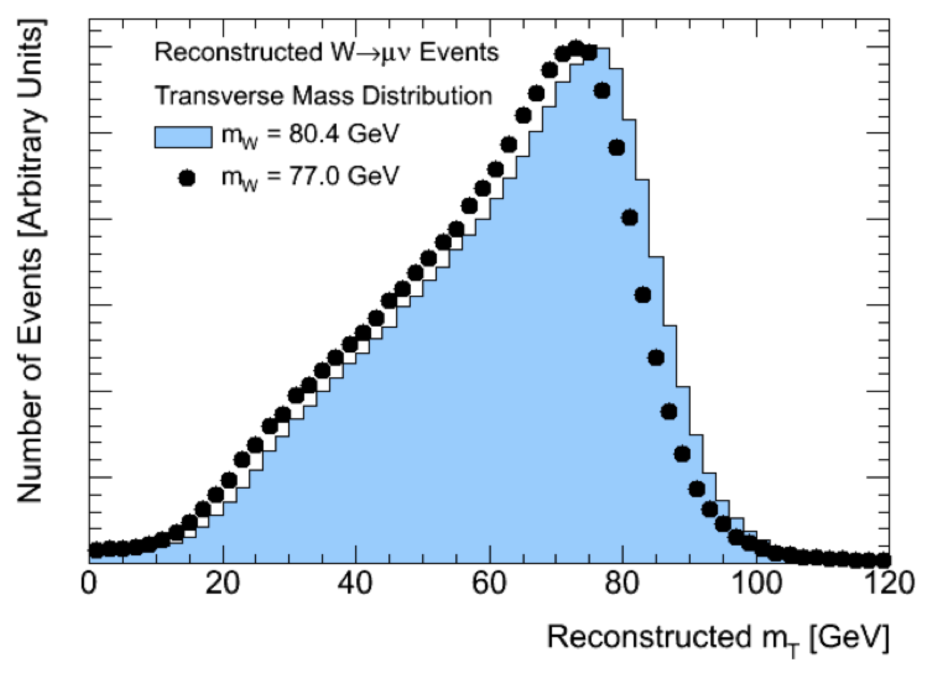 Number of Events [Arbitrary Units]
Reconstructed W→μν Events
Transverse Mass Distribution
m_W = 80.4 GeV
m_W = 77.0 GeV
0 20 40 60 80 100 120
Reconstructed m_T [GeV]